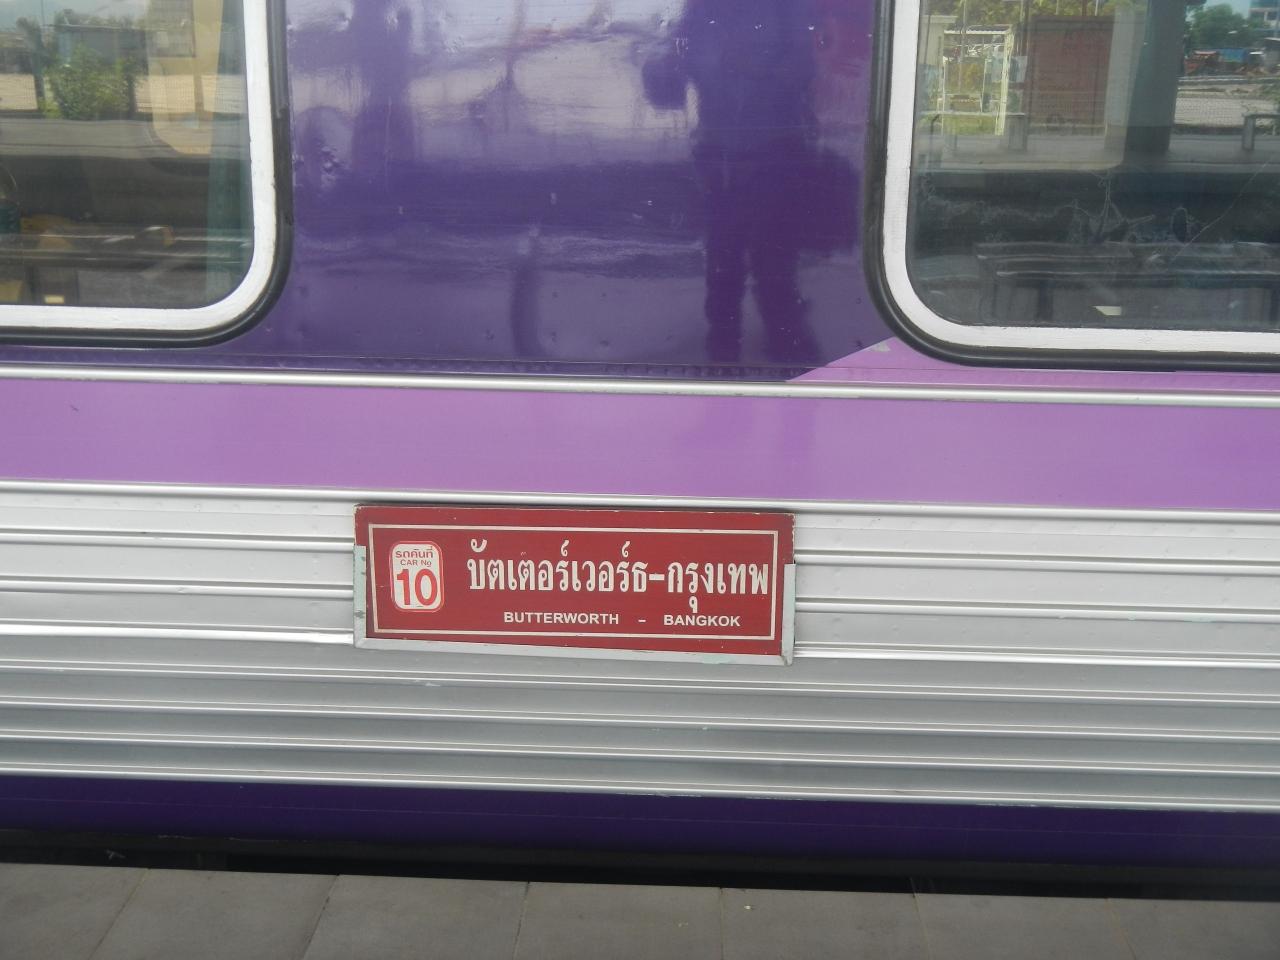 รถคันที่
CAR No
10
บัตเตอร์เวอร์ธ-กรุงเทพ
BUTTERWORTH - BANGKOK